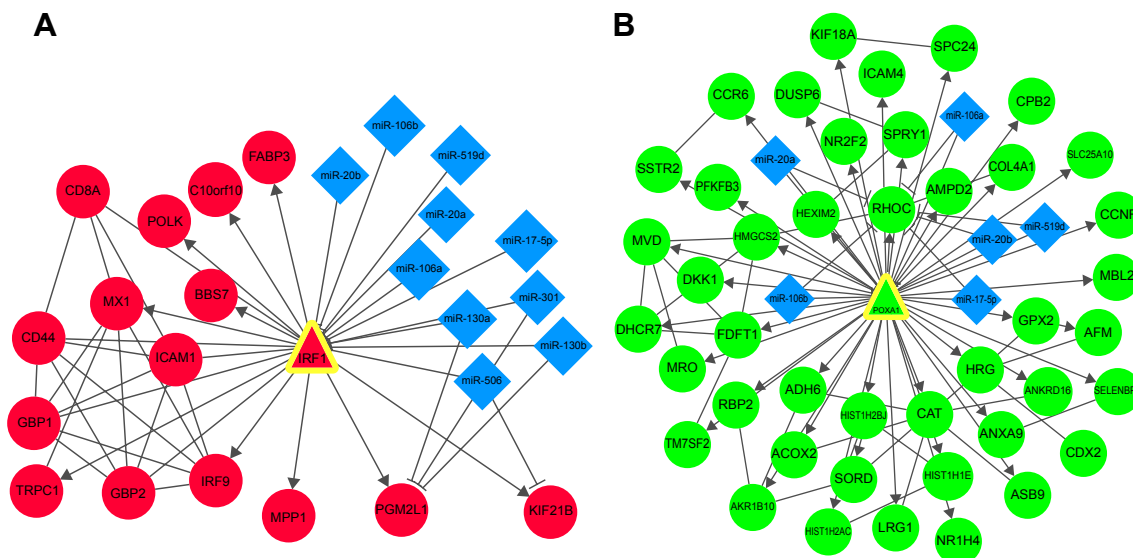 A
miR-106b
FABP3
miR-519d
miR-20b
C10orf10
CD8A
POLK
miR-20a
miR-17-5p
miR-106a
BBS7
miR-301
MX1
miR-130a
CD44
miR-130b
ICAM1
IRF1
miR-506
GBP1
IRF9
TRPC1
GBP2
MPP1
PGM2L1
KIF21B
B
KIF18A
SPC24
ICAM4
CCR6
DUSP6
CPB2
miR-106a
SPRY1
NR2F2
miR-20a
SLC25A10
SSTR2
COL4A1
PFKFB3
AMPD2
HEXIM2
RHOC
CCNF
miR-519d
MVD
HMGCS2
miR-20b
DKK1
MBL2
miR-106b
miR-17-5p
POXA1
GPX2
DHCR7
FDFT1
AFM
MRO
HRG
ADH6
ANKRD16
SELENBP
RBP2
HIST1H2BJ
CAT
ANXA9
TM7SF2
ACOX2
CDX2
SORD
HIST1H1E
ASB9
AKR1B10
HIST1H2AC
LRG1
NR1H4